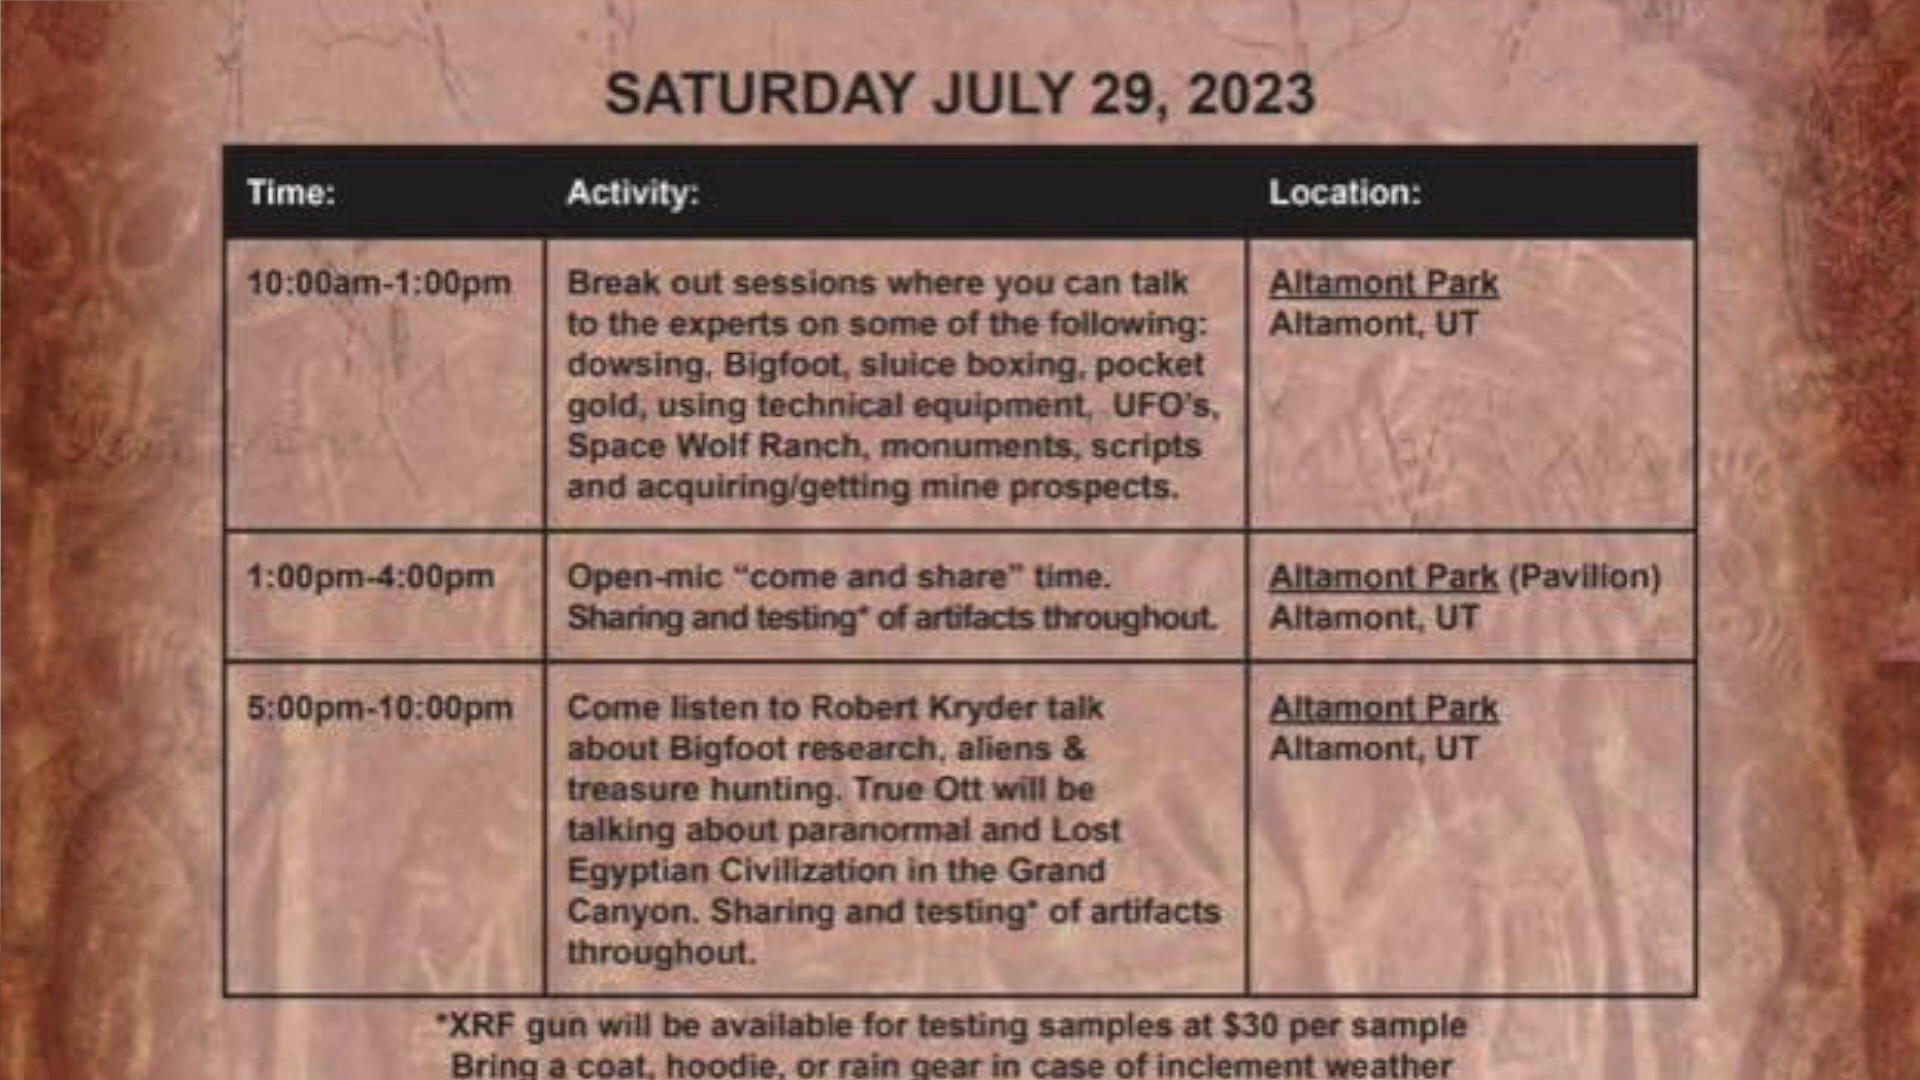 SATURDAY JULY 29, 2023
Time: Activity: Location:
10:00am-1:00pm
Break out sessions where you can talk
to the experts on some of the following:
dowsing, Bigfoot, sluice boxing, pocket
gold, using technical equipment, UFO's,
Space Wolf Ranch, monuments, scripts
and acquiring/getting mine prospects.
Altamont Park
Altamont, UT
1:00pm-4:00pm
Open-mic “come and share” time.
Sharing and testing* of artifacts throughout.
Altamont Park (Pavilion)
Altamont, UT
5:00pm-10:00pm
Come listen to Robert Kryder talk
about Bigfoot research, aliens &
treasure hunting. True Ott will be
talking about paranormal and Lost
Egyptian Civilization in the Grand
Canyon. Sharing and testing* of artifacts
throughout.
Altamont Park
Altamont, UT
*XRF gun will be available for testing samples at $30 per sample
Bring a coat, hoodie, or rain gear in case of inclement weather